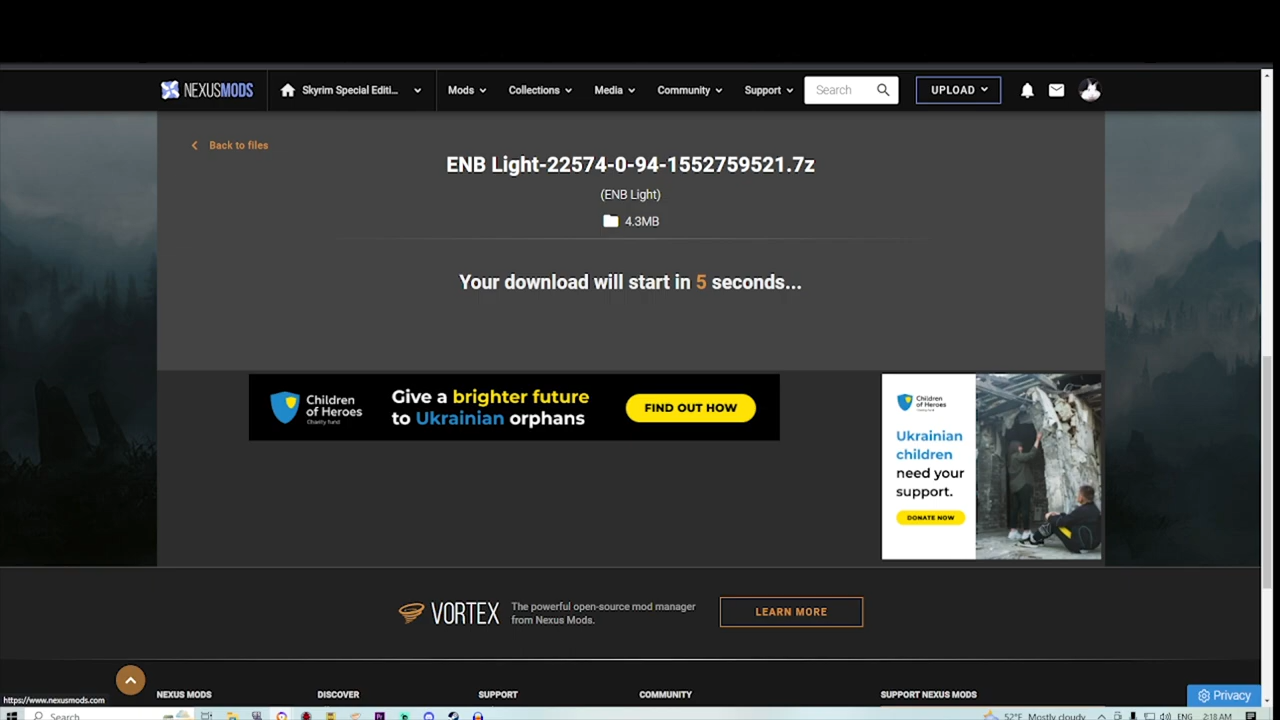 NEXUSMODS
Skyrim Special Editi...
Mods
Collections
Media
Community
Support
Search
UPLOAD
Back to files
ENB Light-22574-0-94-1552759521.7z
(ENB Light)
4.3MB
Your download will start in 5 seconds...
Children
of Heroes
Charity fund
Give a brighter future
to Ukrainian orphans
FIND OUT HOW
Children
of Heroes
Ukrainian
children
need your
support.
DONATE NOW
VORTEX
The powerful open-source mod manager
from Nexus Mods.
LEARN MORE
NEXUS MODS
DISCOVER
SUPPORT
COMMUNITY
SUPPORT NEXUS MODS
Privacy
https://www.nexusmods.com
Search
52°F Mostly cloudy
ENG
2:18 AM